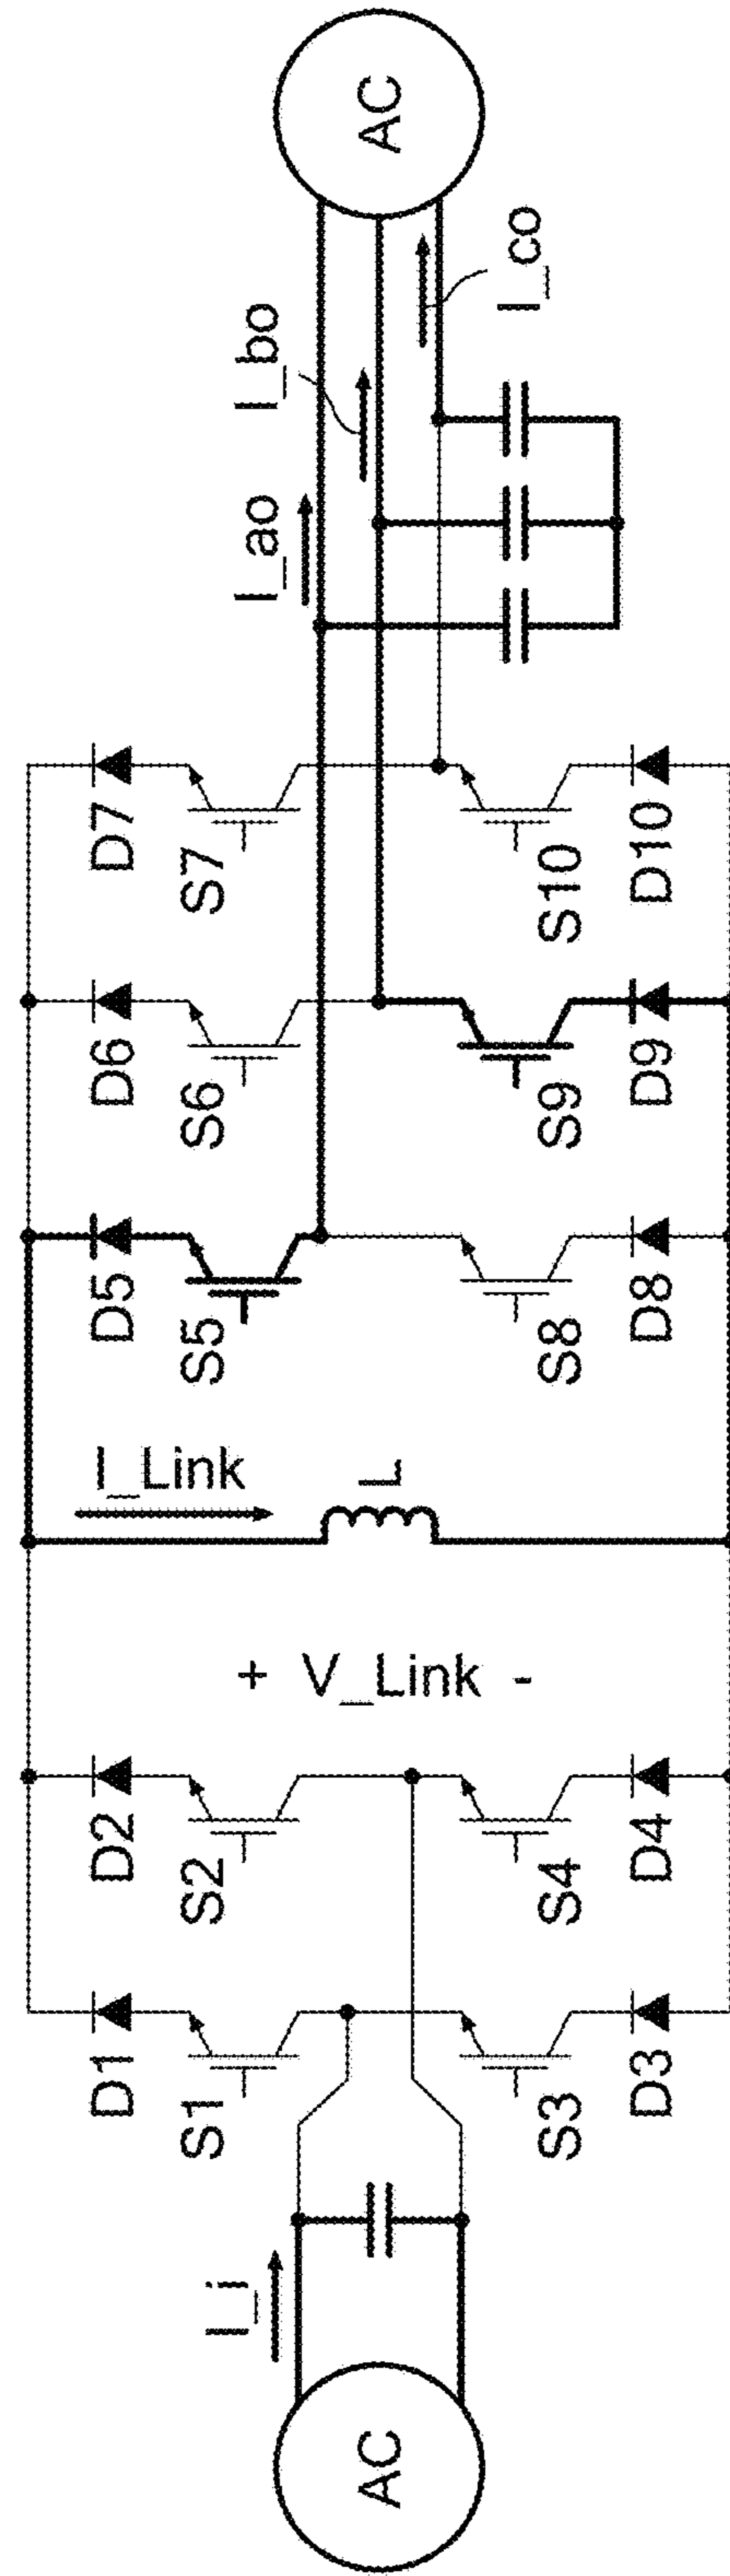 AC
I_i
D1
S1
S3
D3
D2
S2
S4
D4
+ V_Link -
I_Link
L
D5
S5
S8
D8
D6
S6
S9
D9
D7
S7
S10
D10
I_ao
I_bo
I_co
AC